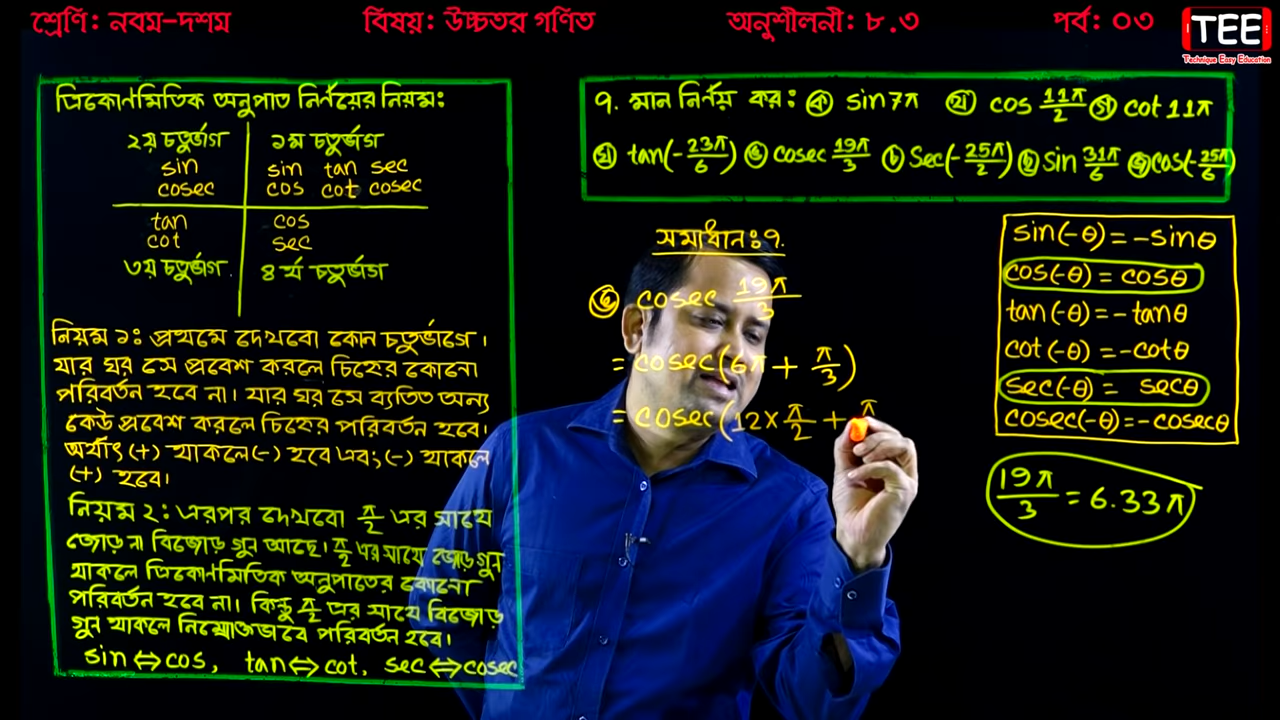 শ্রেণি: নবম-দশম বিষয়: উচ্চতর গণিত অনুশীলনী: ৮.৩ পর্ব: ০৩
TEE
Technique Easy Education
ত্রিকোণমিতিক অনুপাত নির্ণয়ের নিয়ম:
২য় চতুর্ভাগ ১ম চতুর্ভাগ
sin sin tan sec
cosec cos cot cosec
tan cos
cot sec
৩য় চতুর্ভাগ. ৪র্থ চতুর্ভাগ
নিয়ম ১: প্রথমে দেখবো কোন চতুর্ভাগে।
যার ঘর সে প্রবেশ করলে চিহ্নের কোনো
পরিবর্তন হবে না। যার ঘর সে ব্যতিত অন্য
কেউ প্রবেশ করলে চিহ্নের পরিবর্তন হবে।
অর্থাৎ (+) থাকলে (-) হবে এবং (-) থাকলে
(+) হবে।
নিয়ম ২: এরপর দেখবো π/2 এর সাথে
জোড় না বিজোড় গুন আছে। π/2 এর সাথে জোড় গুন
থাকলে ত্রিকোণমিতিক অনুপাতের কোনো
পরিবর্তন হবে না। কিন্তু π/2 এর সাথে বিজোড়
গুন থাকলে নিম্নোক্তভাবে পরিবর্তন হবে।
sin⇔cos, tan⇔cot, sec⇔cosec
৭. মান নির্ণয় কর: ক sin 7π খ cos 11π/2 গ cot 11π
ঘ tan(-23π/6) ঙ cosec 19π/3 চ Sec(-25π/2) ছ sin 31π/6 জ cos(-25π/6)
সমাধান: ৭.
ঙ cosec 19π/3
= cosec(6π + π/3)
= cosec(12 × π/2 + π
sin(-θ) = -sinθ
cos(-θ) = cosθ
tan(-θ) = -tanθ
cot(-θ) = -cotθ
sec(-θ) = secθ
cosec(-θ) = -cosecθ
19π/3 = 6.33π